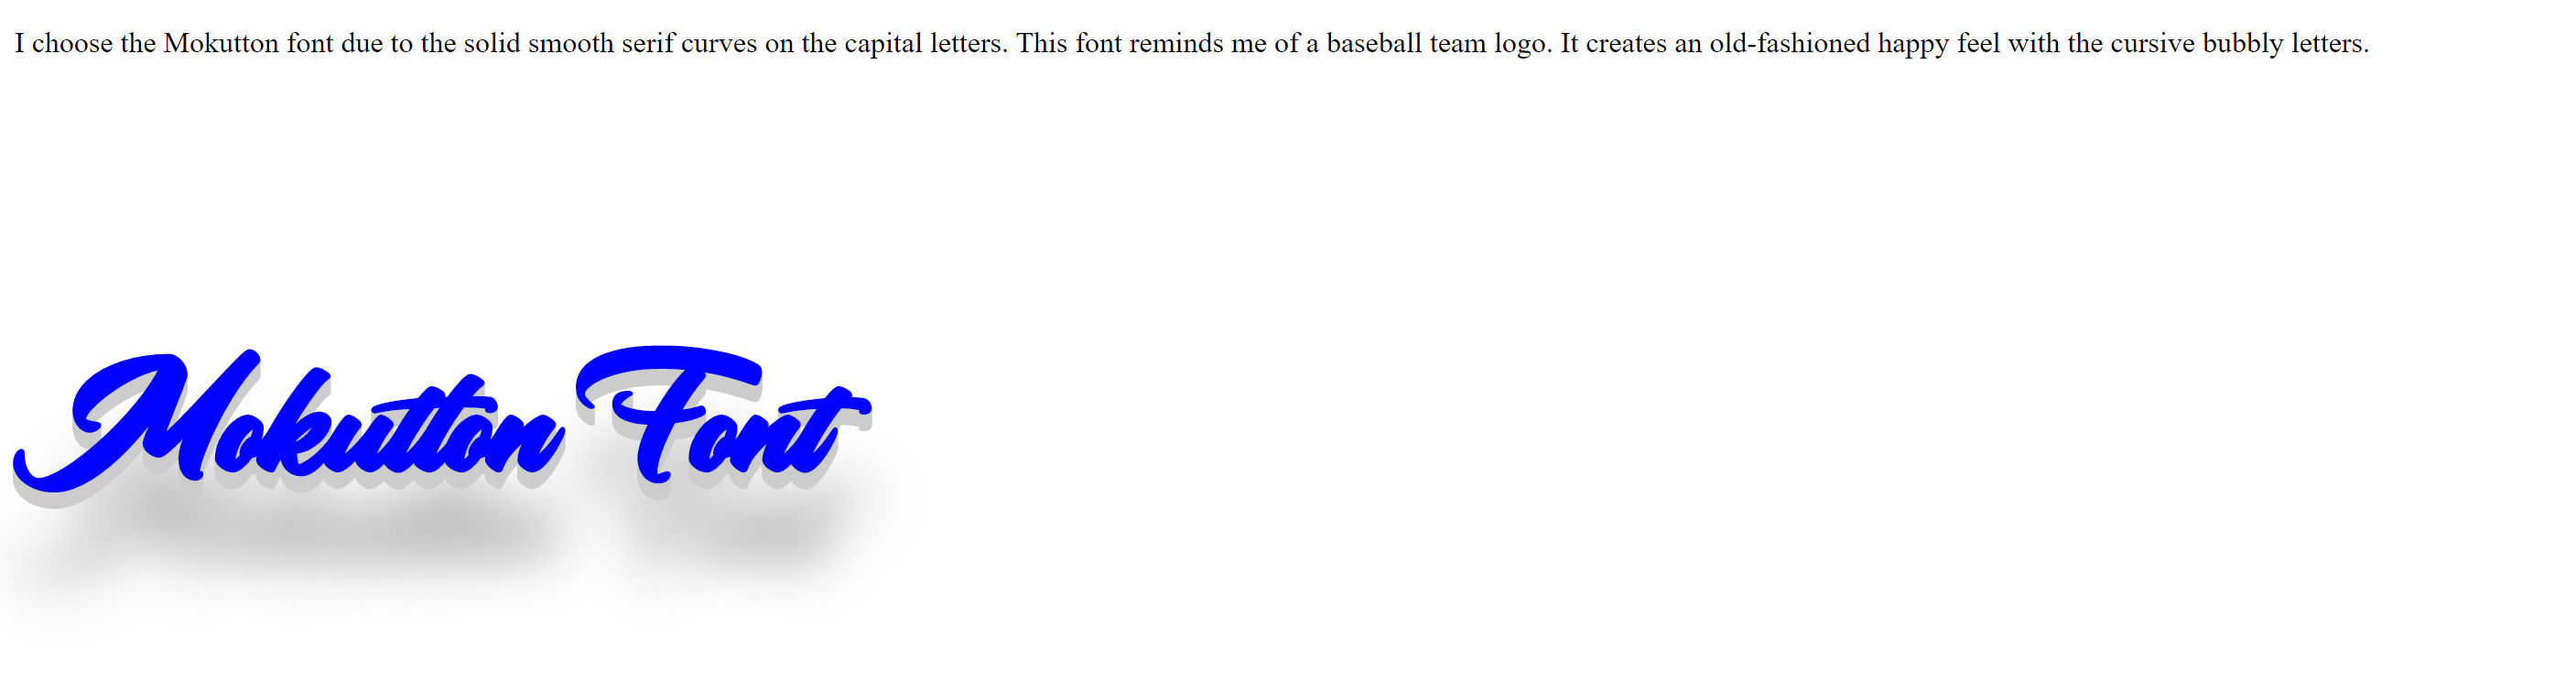 I choose the Mokutton font due to the solid smooth serif curves on the capital letters. This font reminds me of a baseball team logo. It creates an old-fashioned happy feel with the cursive bubbly letters.
Mokutton Font